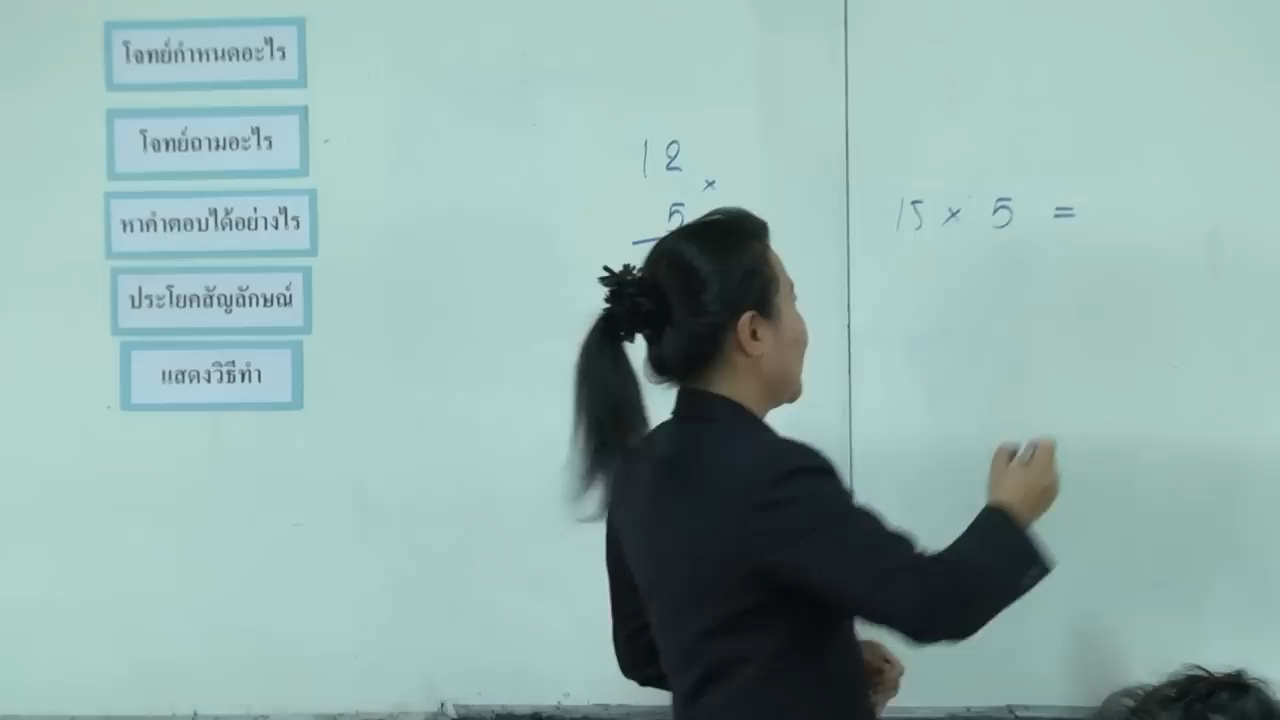 โจทย์กำหนดอะไร
โจทย์ถามอะไร
หาคำตอบได้อย่างไร
ประโยคสัญลักษณ์
แสดงวิธีทำ
12
×
5
15 × 5 =